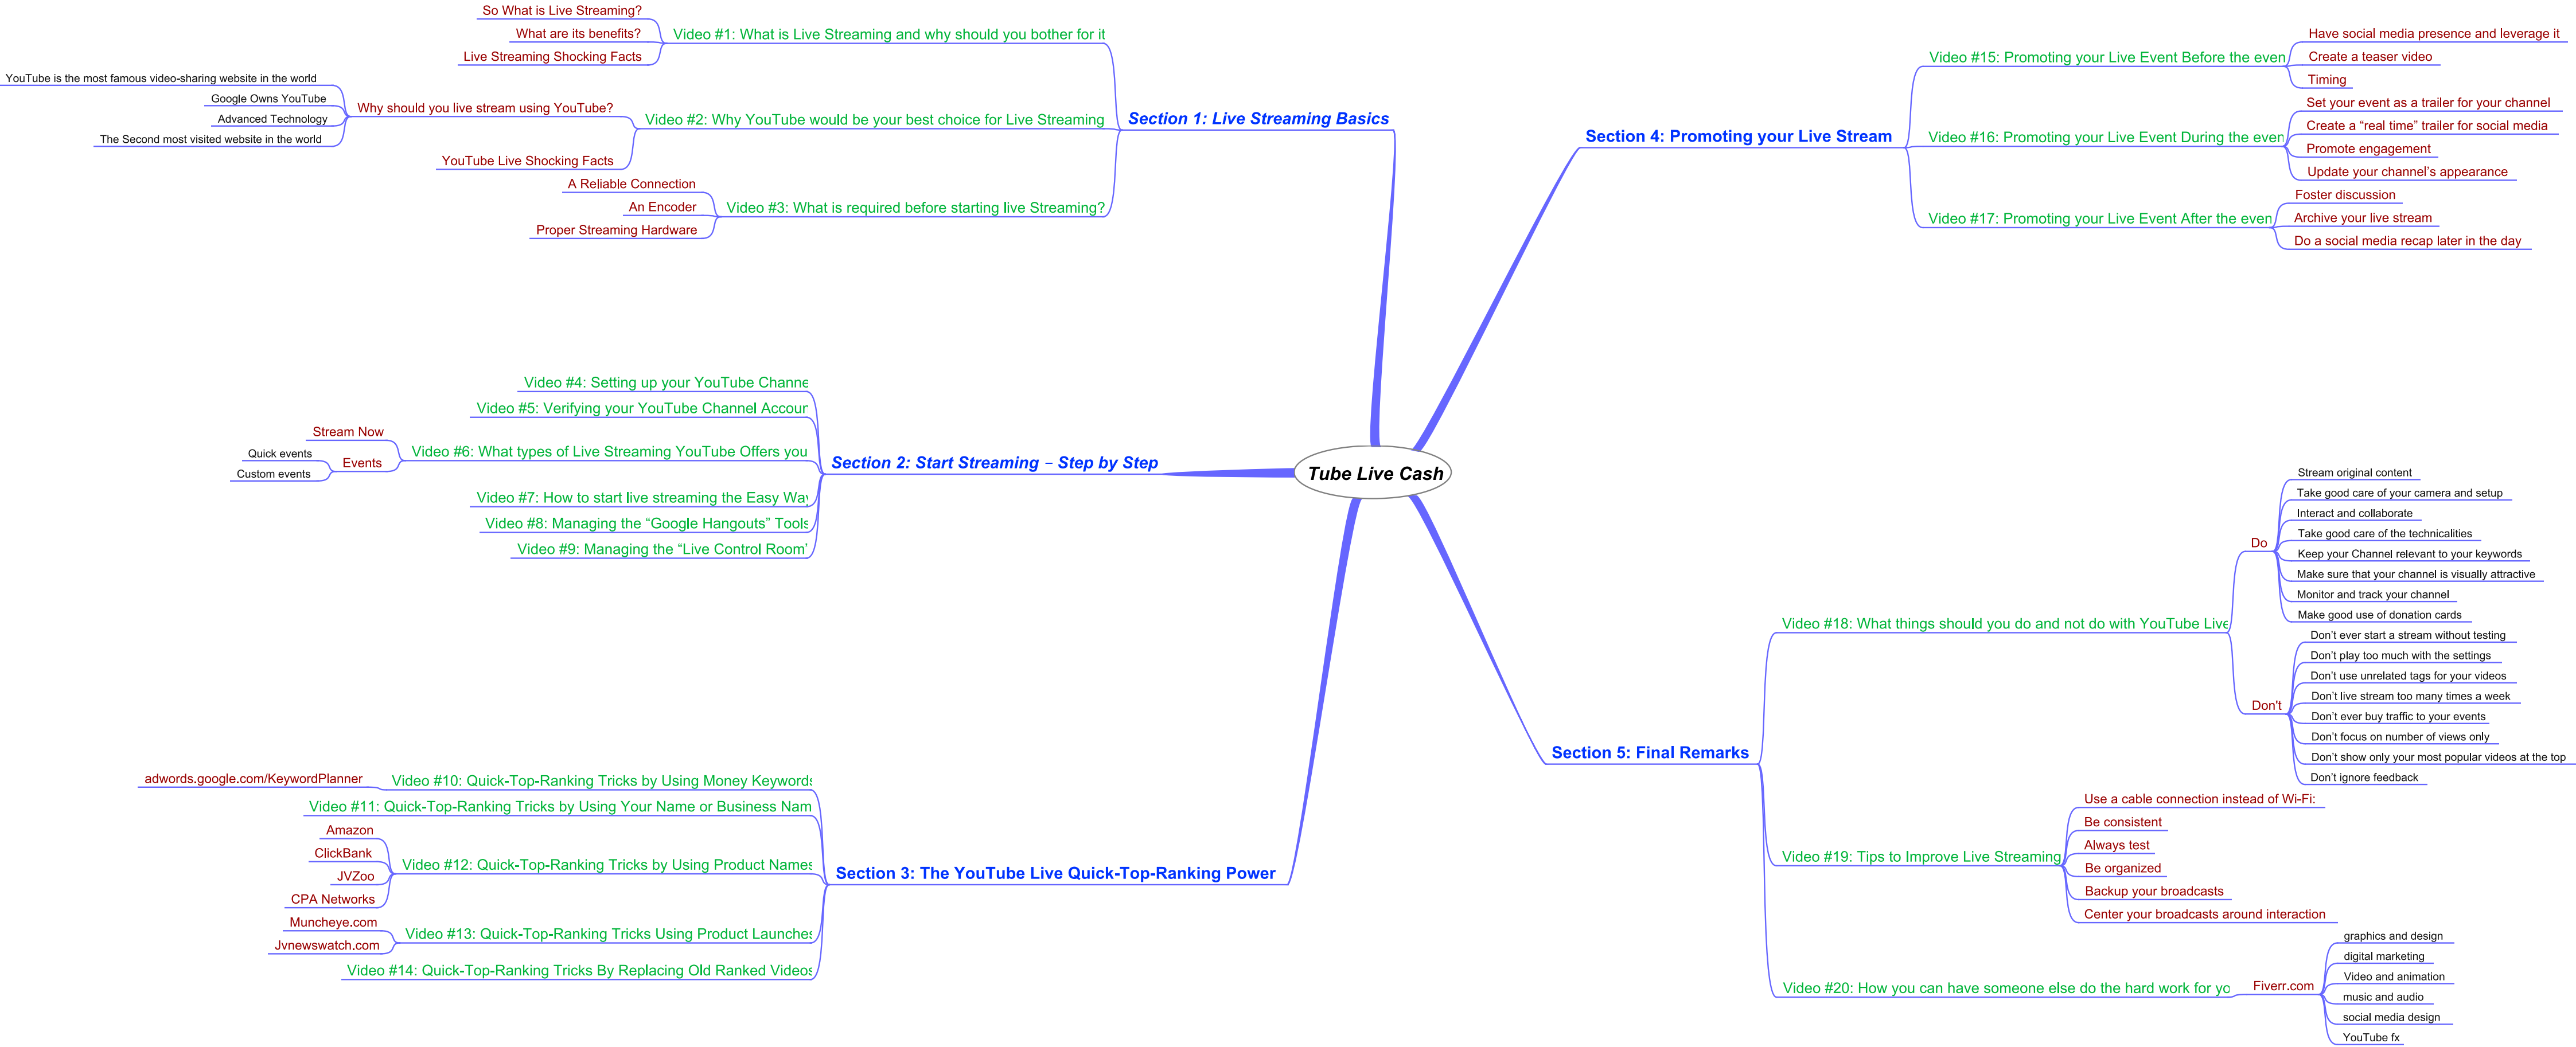 Tube Live Cash
Section 1: Live Streaming Basics
Video #1: What is Live Streaming and why should you bother for it
So What is Live Streaming?
What are its benefits?
Live Streaming Shocking Facts
Video #2: Why YouTube would be your best choice for Live Streaming
Why should you live stream using YouTube?
YouTube is the most famous video-sharing website in the world
Google Owns YouTube
Advanced Technology
The Second most visited website in the world
YouTube Live Shocking Facts
Video #3: What is required before starting live Streaming?
A Reliable Connection
An Encoder
Proper Streaming Hardware
Section 2: Start Streaming – Step by Step
Video #4: Setting up your YouTube Channe
Video #5: Verifying your YouTube Channel Accoun
Video #6: What types of Live Streaming YouTube Offers you
Stream Now
Events
Quick events
Custom events
Video #7: How to start live streaming the Easy Way
Video #8: Managing the “Google Hangouts” Tools
Video #9: Managing the “Live Control Room”
Section 3: The YouTube Live Quick-Top-Ranking Power
Video #10: Quick-Top-Ranking Tricks by Using Money Keywords
adwords.google.com/KeywordPlanner
Video #11: Quick-Top-Ranking Tricks by Using Your Name or Business Nam
Video #12: Quick-Top-Ranking Tricks by Using Product Names
Amazon
ClickBank
JVZoo
CPA Networks
Video #13: Quick-Top-Ranking Tricks Using Product Launches
Muncheye.com
Jvnewswatch.com
Video #14: Quick-Top-Ranking Tricks By Replacing Old Ranked Videos
Section 4: Promoting your Live Stream
Video #15: Promoting your Live Event Before the even
Have social media presence and leverage it
Create a teaser video
Timing
Video #16: Promoting your Live Event During the even
Set your event as a trailer for your channel
Create a “real time” trailer for social media
Promote engagement
Update your channel’s appearance
Video #17: Promoting your Live Event After the even
Foster discussion
Archive your live stream
Do a social media recap later in the day
Section 5: Final Remarks
Video #18: What things should you do and not do with YouTube Live
Do
Stream original content
Take good care of your camera and setup
Interact and collaborate
Take good care of the technicalities
Keep your Channel relevant to your keywords
Make sure that your channel is visually attractive
Monitor and track your channel
Make good use of donation cards
Don't
Don’t ever start a stream without testing
Don’t play too much with the settings
Don’t use unrelated tags for your videos
Don’t live stream too many times a week
Don’t ever buy traffic to your events
Don’t focus on number of views only
Don’t show only your most popular videos at the top
Don’t ignore feedback
Video #19: Tips to Improve Live Streaming
Use a cable connection instead of Wi-Fi:
Be consistent
Always test
Be organized
Backup your broadcasts
Center your broadcasts around interaction
Video #20: How you can have someone else do the hard work for yo
Fiverr.com
graphics and design
digital marketing
Video and animation
music and audio
social media design
YouTube fx